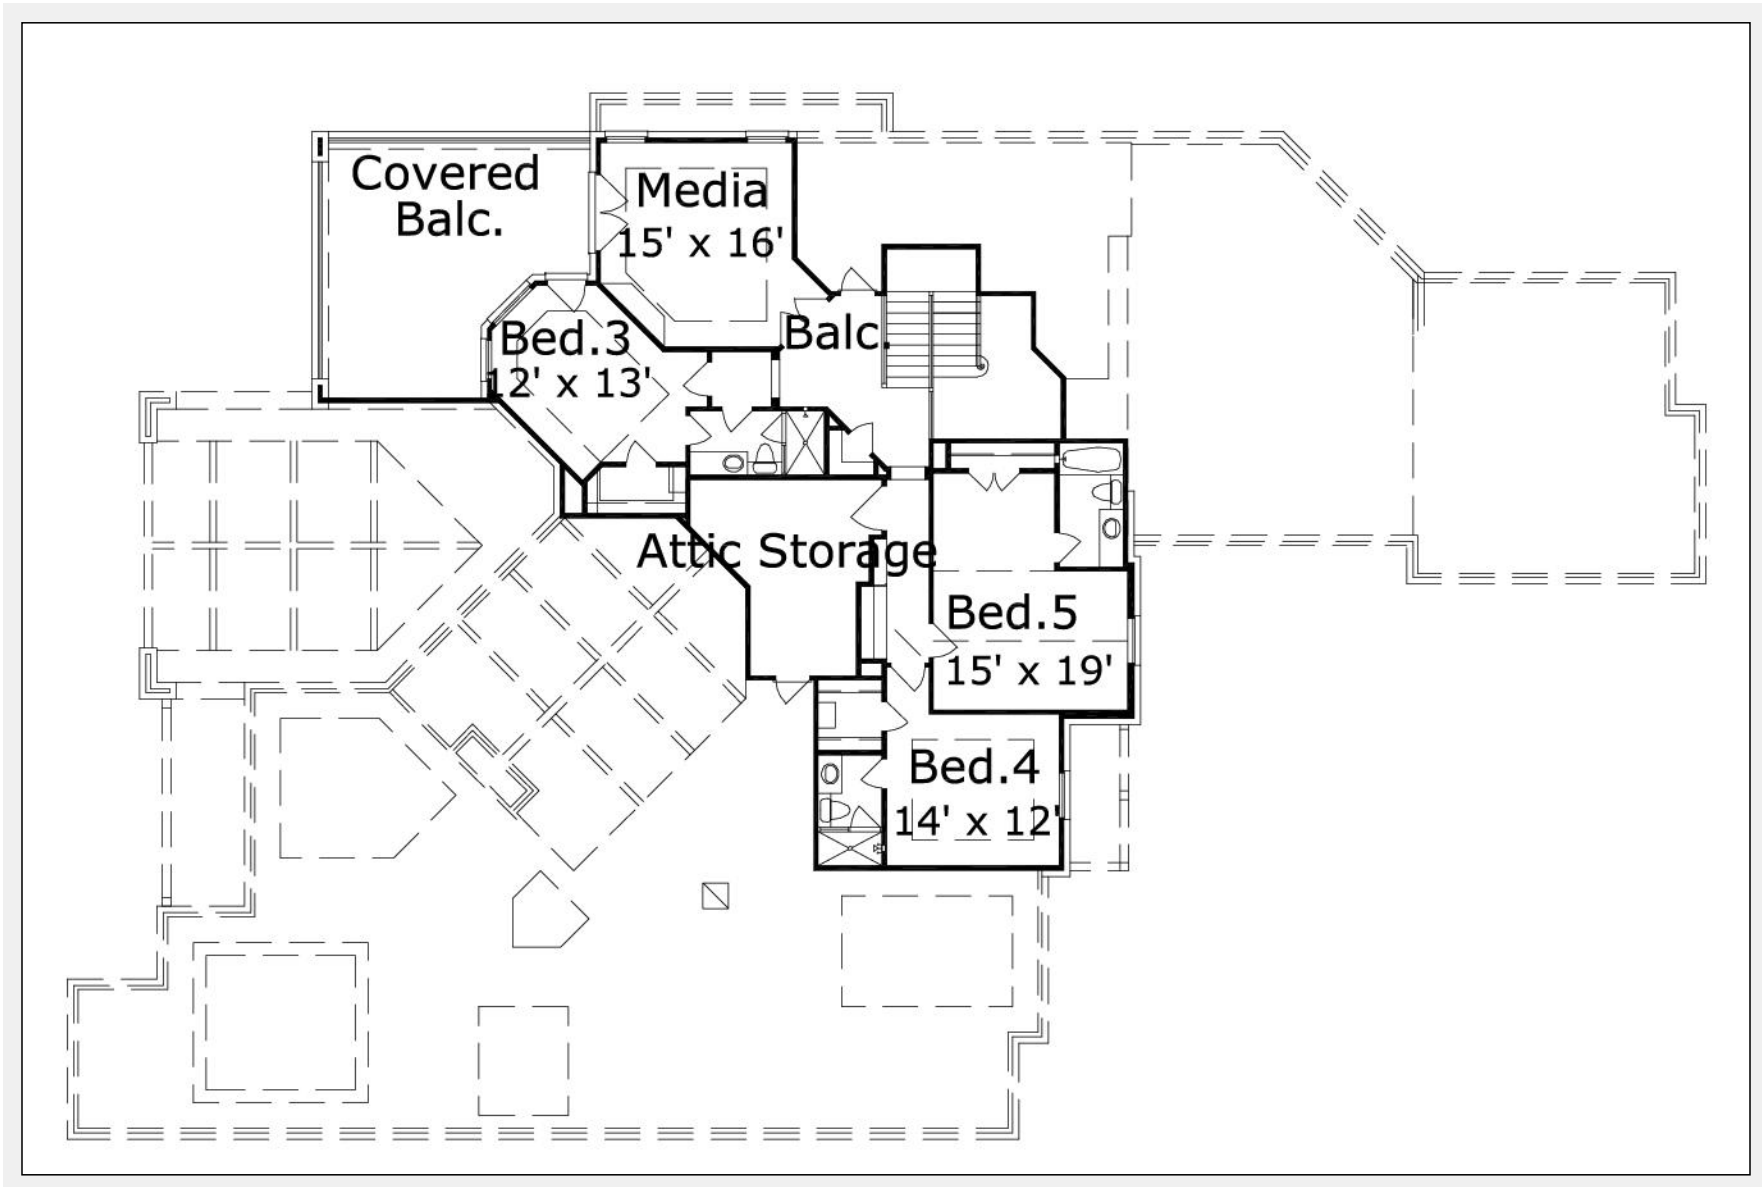 Covered
Balc.
Media
15' x 16'
Bed.3
12' x 13'
Balc.
Attic Storage
Bed.5
15' x 19'
Bed.4
14' x 12'